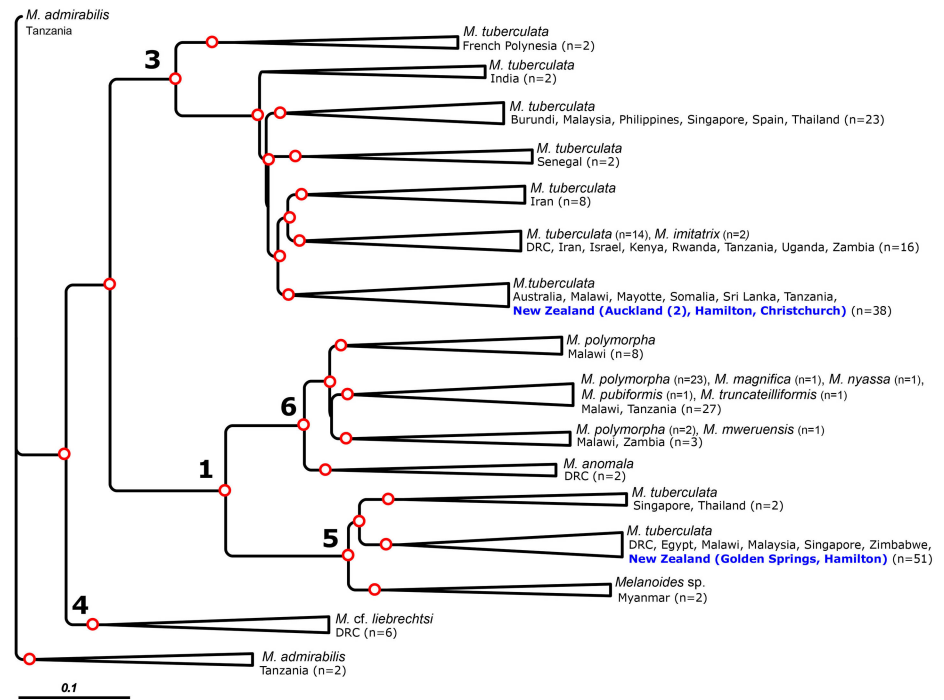 M. admirabilis
Tanzania
3
M. tuberculata
French Polynesia (n=2)
M. tuberculata
India (n=2)
M. tuberculata
Burundi, Malaysia, Philippines, Singapore, Spain, Thailand (n=23)
M. tuberculata
Senegal (n=2)
M. tuberculata
Iran (n=8)
M. tuberculata (n=14), M. imitatrix (n=2)
DRC, Iran, Israel, Kenya, Rwanda, Tanzania, Uganda, Zambia (n=16)
M.tuberculata
Australia, Malawi, Mayotte, Somalia, Sri Lanka, Tanzania,
New Zealand (Auckland (2), Hamilton, Christchurch) (n=38)
M. polymorpha
Malawi (n=8)
M. polymorpha (n=23), M. magnifica (n=1), M. nyassa (n=1),
M. pubiformis (n=1), M. truncateilliformis (n=1)
Malawi, Tanzania (n=27)
6
M. polymorpha (n=2), M. mweruensis (n=1)
Malawi, Zambia (n=3)
M. anomala
DRC (n=2)
1
M. tuberculata
Singapore, Thailand (n=2)
5
M. tuberculata
DRC, Egypt, Malawi, Malaysia, Singapore, Zimbabwe,
New Zealand (Golden Springs, Hamilton) (n=51)
Melanoides sp.
Myanmar (n=2)
4
M. cf. liebrechtsi
DRC (n=6)
M. admirabilis
Tanzania (n=2)
0.1